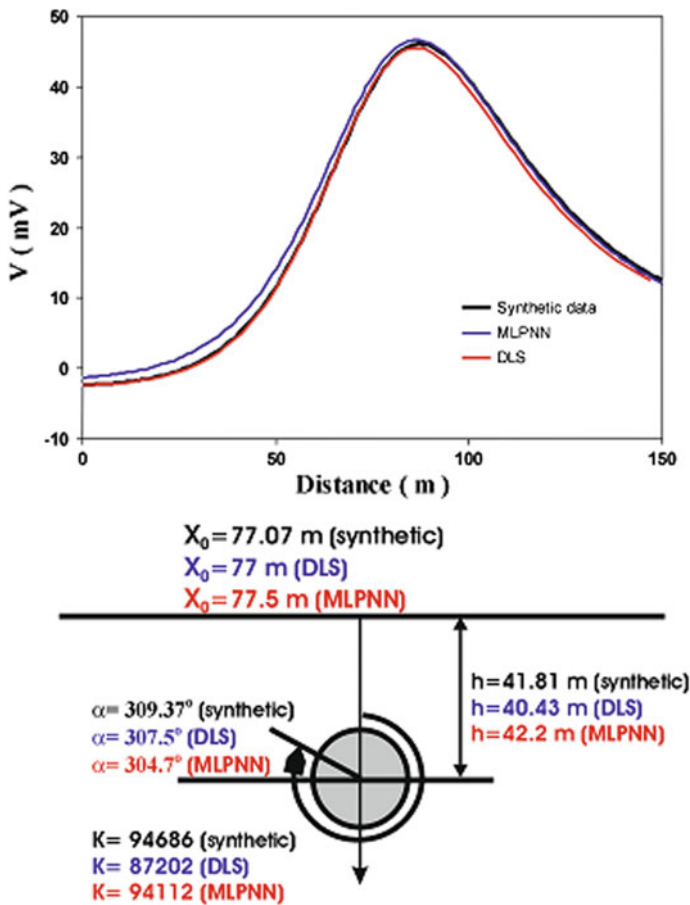 50
40
30
20
10
0
-10
V ( mV )
Synthetic data
MLPNN
DLS
0 50 100 150
Distance ( m )
X₀= 77.07 m (synthetic)
X₀= 77 m (DLS)
X₀= 77.5 m (MLPNN)
h=41.81 m (synthetic)
h=40.43 m (DLS)
h=42.2 m (MLPNN)
α= 309.37° (synthetic)
α= 307.5° (DLS)
α= 304.7° (MLPNN)
K= 94686 (synthetic)
K= 87202 (DLS)
K= 94112 (MLPNN)